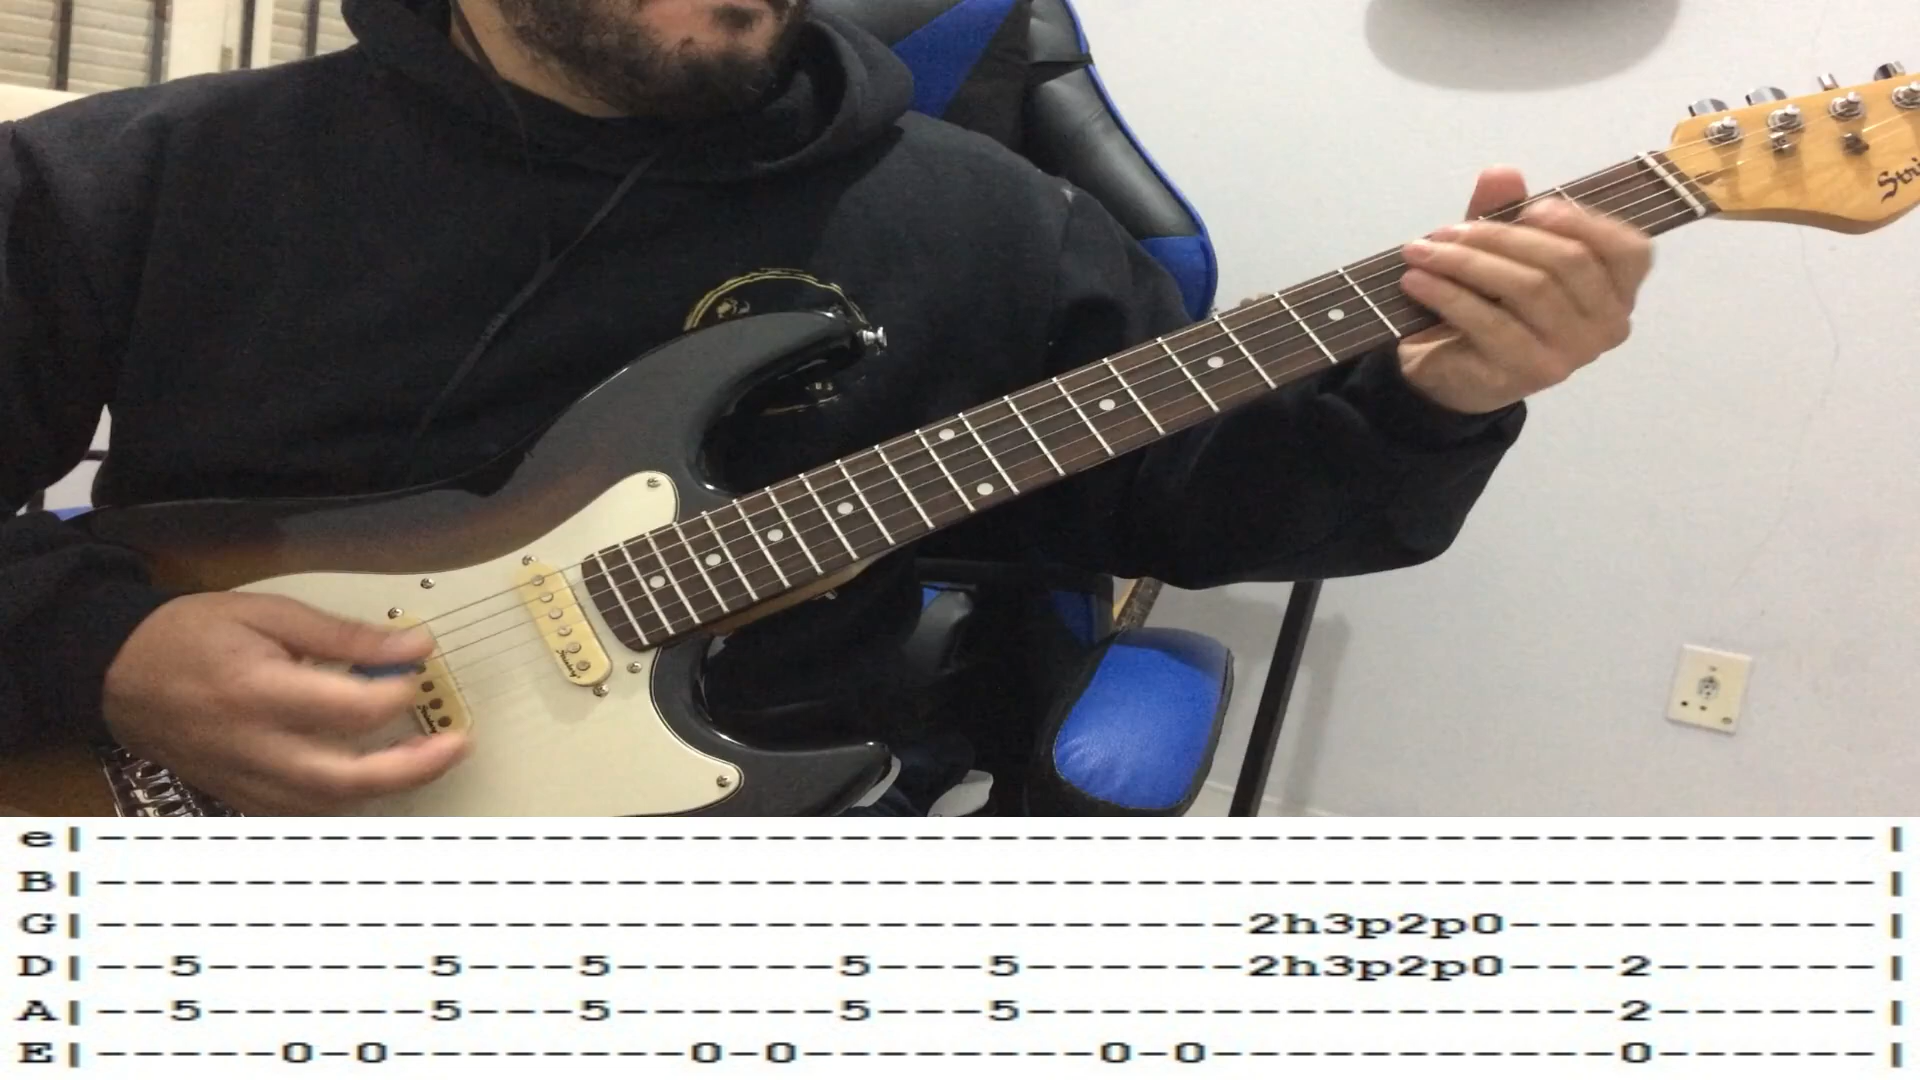 Stri
e|------------------------------------------------|
B|------------------------------------------------|
G|-------------------------------2h3p2p0----------|
D|--5------5---5------5---5------2h3p2p0---2------|
A|--5------5---5------5---5----------------2------|
E|-----0-0--------0-0--------0-0-----------0------|